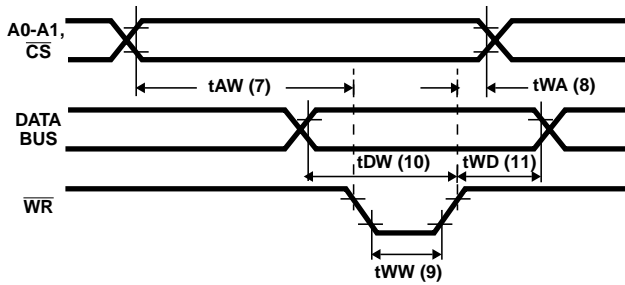 A0-A1,
CS
tAW (7)
tWA (8)
DATA
BUS
tDW (10)
tWD (11)
WR
tWW (9)